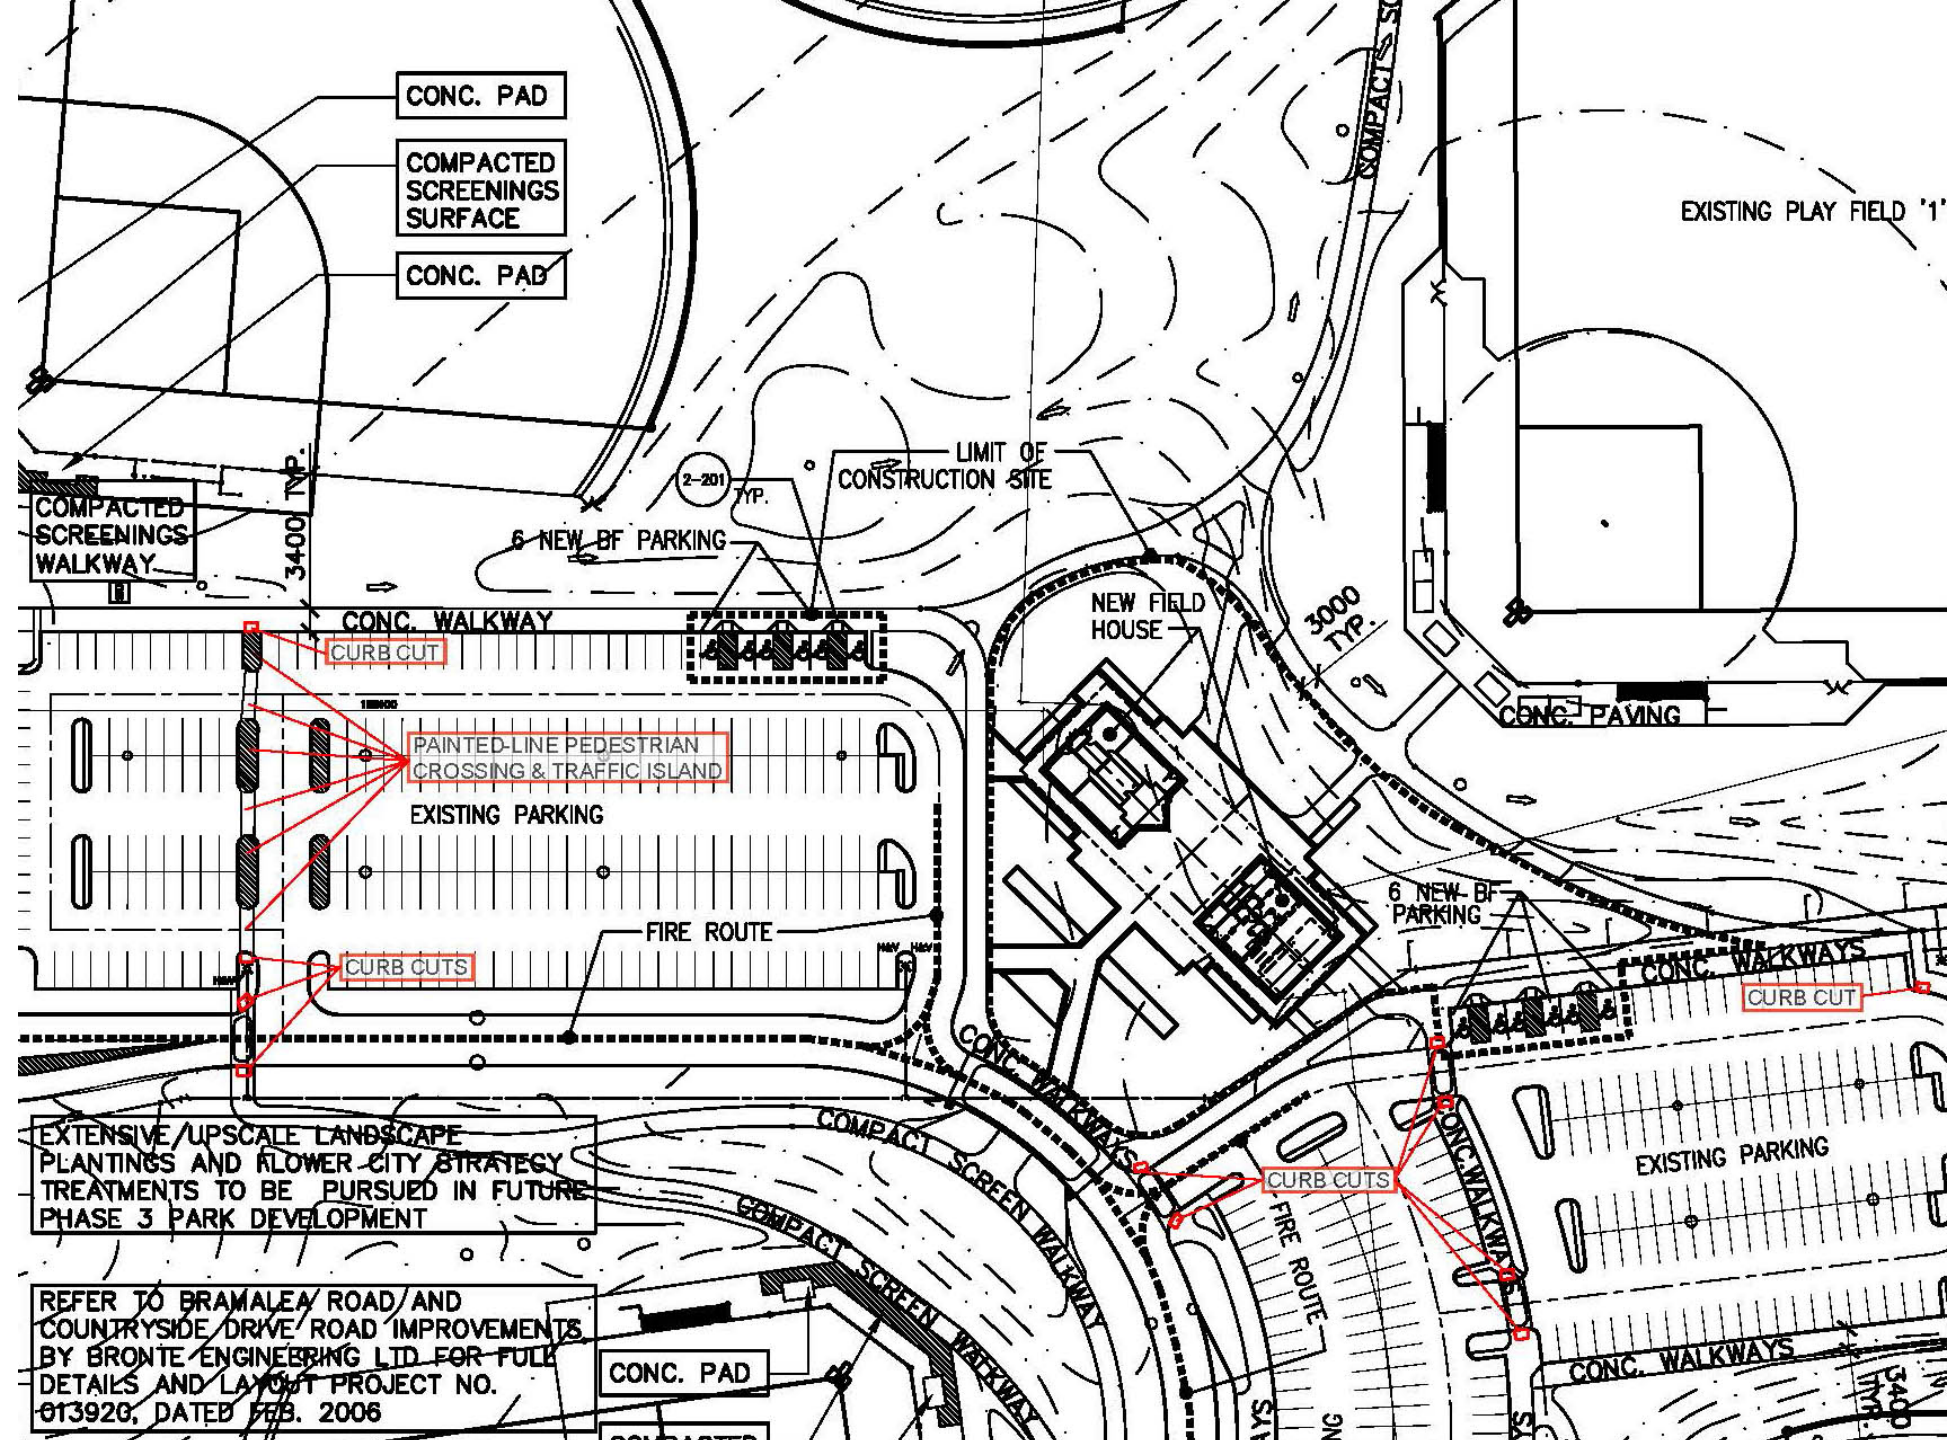 CONC. PAD
COMPACTED
SCREENINGS
SURFACE
CONC. PAD
COMPACT
EXISTING PLAY FIELD '1'
COMPACTED
SCREENINGS
WALKWAY
3400 TYP.
2-201
TYP.
LIMIT OF
CONSTRUCTION SITE
6 NEW BF PARKING
CONC. WALKWAY
CURB CUT
NEW FIELD
HOUSE
3000
TYP.
CONC. PAVING
PAINTED-LINE PEDESTRIAN
CROSSING & TRAFFIC ISLAND
EXISTING PARKING
FIRE ROUTE
CURB CUTS
6 NEW BF
PARKING
CONC. WALKWAYS
CURB CUT
CONC. WALKWAYS
COMPACT SCREEN WALKWAY
COMPACT SCREEN WALKWAY
CURB CUTS
FIRE ROUTE
CONC. WALKWAYS
EXISTING PARKING
CONC. WALKWAYS
3400
TYP.
EXTENSIVE/UPSCALE LANDSCAPE
PLANTINGS AND FLOWER CITY STRATEGY
TREATMENTS TO BE PURSUED IN FUTURE
PHASE 3 PARK DEVELOPMENT
REFER TO BRAMALEA ROAD/AND
COUNTRYSIDE DRIVE ROAD IMPROVEMENTS
BY BRONTE ENGINEERING LTD FOR FULL
DETAILS AND LAYOUT PROJECT NO.
013920, DATED FEB. 2006
CONC. PAD